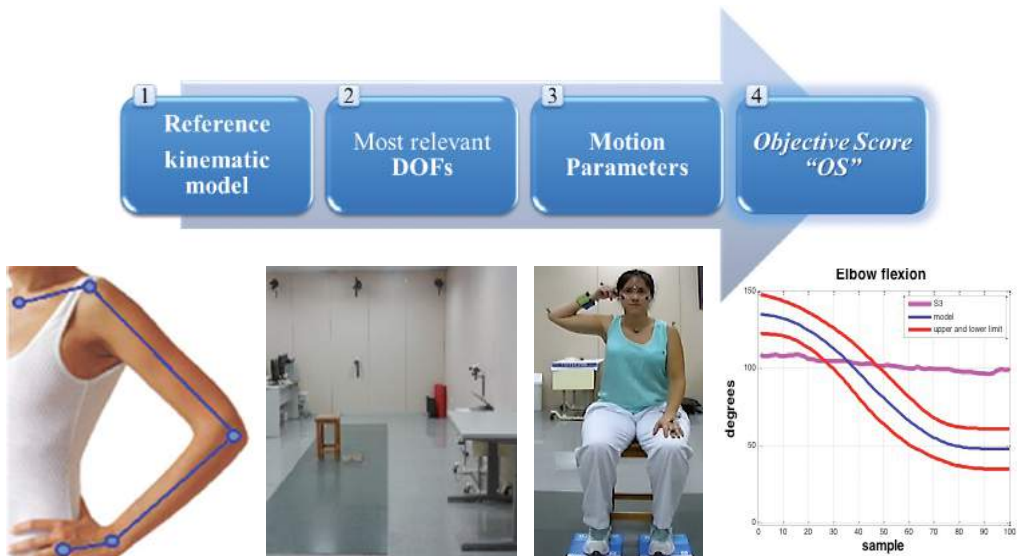 1
Reference
kinematic
model
2
Most relevant
DOFs
3
Motion
Parameters
4
Objective Score
“OS”
Elbow flexion
S3
model
upper and lower limit
150
100
50
0
degrees
0 10 20 30 40 50 60 70 80 90 100
sample